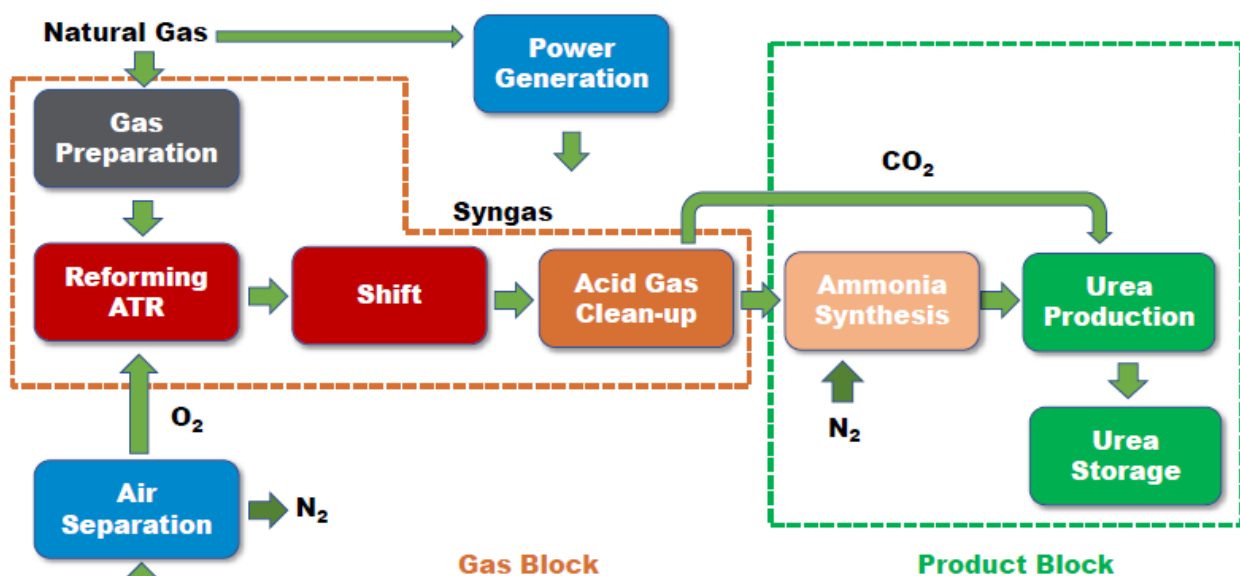 Natural Gas
Power
Generation
Gas
Preparation
CO₂
Syngas
Reforming
ATR
Shift
Acid Gas
Clean-up
Ammonia
Synthesis
Urea
Production
O₂
N₂
Urea
Storage
Air
Separation
N₂
Gas Block
Product Block